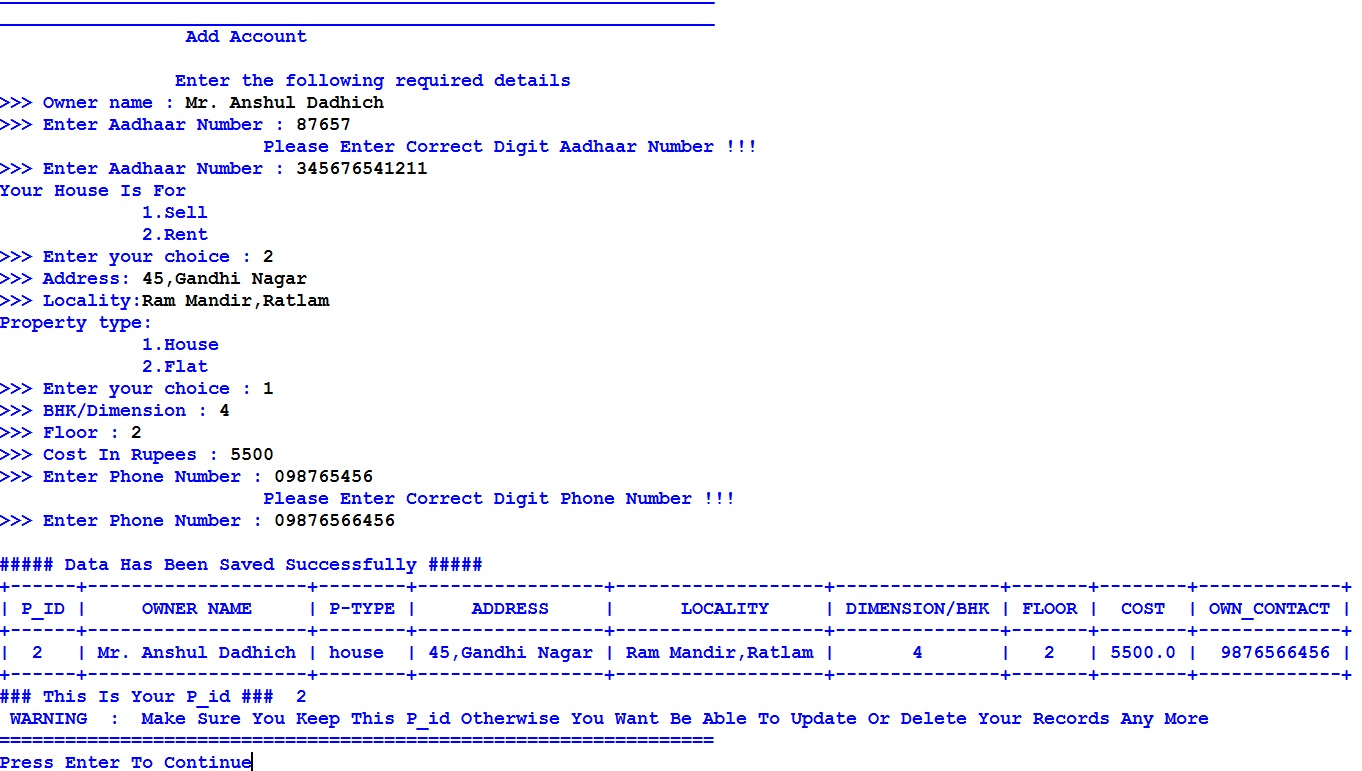 Add Account
Enter the following required details
>>> Owner name : Mr. Anshul Dadhich
>>> Enter Aadhaar Number : 87657
Please Enter Correct Digit Aadhaar Number !!!
>>> Enter Aadhaar Number : 345676541211
Your House Is For
1.Sell
2.Rent
>>> Enter your choice : 2
>>> Address: 45,Gandhi Nagar
>>> Locality:Ram Mandir,Ratlam
Property type:
1.House
2.Flat
>>> Enter your choice : 1
>>> BHK/Dimension : 4
>>> Floor : 2
>>> Cost In Rupees : 5500
>>> Enter Phone Number : 098765456
Please Enter Correct Digit Phone Number !!!
>>> Enter Phone Number : 09876566456
##### Data Has Been Saved Successfully #####
+------+--------------------+--------+-----------------+-------------------+---------------+-------+--------+-------------+
| P_ID |     OWNER NAME     | P-TYPE |     ADDRESS     |      LOCALITY     | DIMENSION/BHK | FLOOR |  COST  | OWN_CONTACT |
+------+--------------------+--------+-----------------+-------------------+---------------+-------+--------+-------------+
|  2   | Mr. Anshul Dadhich | house  | 45,Gandhi Nagar | Ram Mandir,Ratlam |       4       |   2   | 5500.0 |  9876566456 |
+------+--------------------+--------+-----------------+-------------------+---------------+-------+--------+-------------+
### This Is Your P_id ###  2
WARNING  :  Make Sure You Keep This P_id Otherwise You Want Be Able To Update Or Delete Your Records Any More
=================================================================
Press Enter To Continue